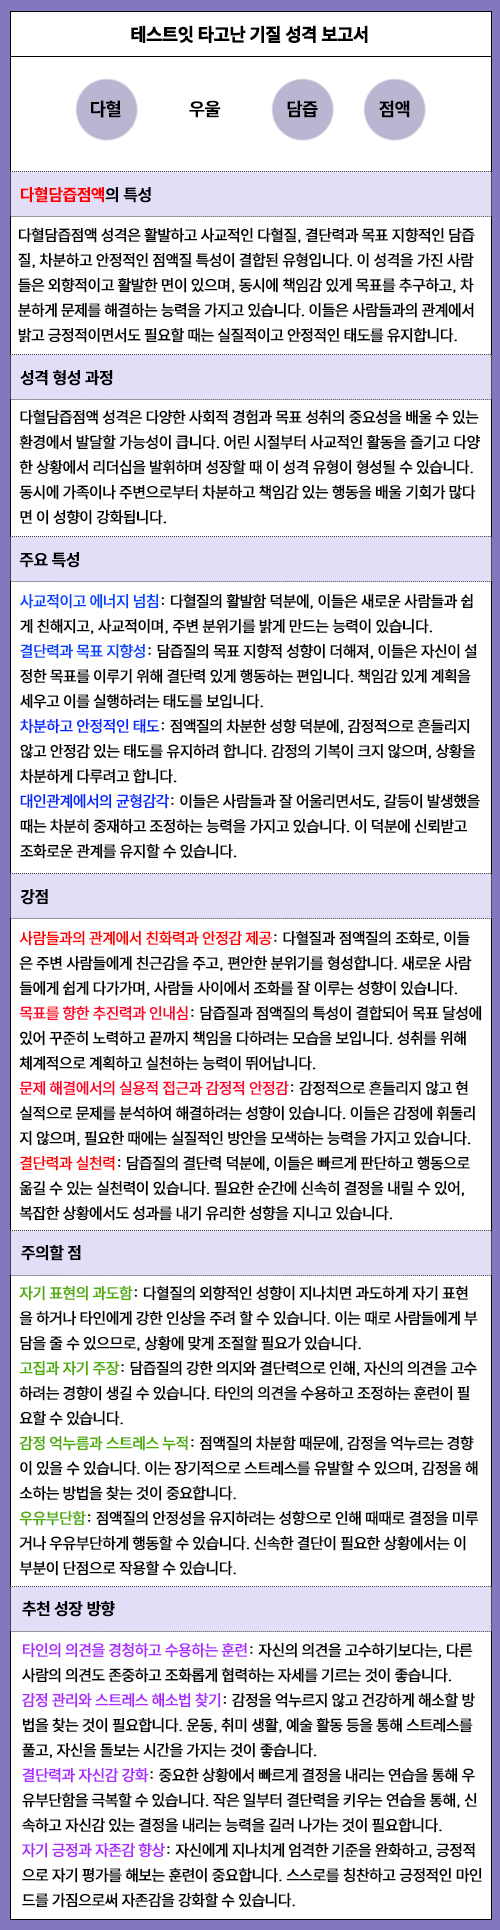 테스트잇 타고난 기질 성격 보고서
다혈 우울 담즙 점액
다혈담즙점액의 특성
다혈담즙점액 성격은 활발하고 사교적인 다혈질, 결단력과 목표 지향적인 담즙
질, 차분하고 안정적인 점액질 특성이 결합된 유형입니다. 이 성격을 가진 사람
들은 외향적이고 활발한 면이 있으며, 동시에 책임감 있게 목표를 추구하고, 차
분하게 문제를 해결하는 능력을 가지고 있습니다. 이들은 사람들과의 관계에서
밝고 긍정적이면서도 필요할 때는 실질적이고 안정적인 태도를 유지합니다.
성격 형성 과정
다혈담즙점액 성격은 다양한 사회적 경험과 목표 성취의 중요성을 배울 수 있는
환경에서 발달할 가능성이 큽니다. 어린 시절부터 사교적인 활동을 즐기고 다양
한 상황에서 리더십을 발휘하며 성장할 때 이 성격 유형이 형성될 수 있습니다.
동시에 가족이나 주변으로부터 차분하고 책임감 있는 행동을 배울 기회가 많다
면 이 성향이 강화됩니다.
주요 특성
사교적이고 에너지 넘침: 다혈질의 활발함 덕분에, 이들은 새로운 사람들과 쉽
게 친해지고, 사교적이며, 주변 분위기를 밝게 만드는 능력이 있습니다.
결단력과 목표 지향성: 담즙질의 목표 지향적 성향이 더해져, 이들은 자신이 설
정한 목표를 이루기 위해 결단력 있게 행동하는 편입니다. 책임감 있게 계획을
세우고 이를 실행하려는 태도를 보입니다.
차분하고 안정적인 태도: 점액질의 차분한 성향 덕분에, 감정적으로 흔들리지
않고 안정감 있는 태도를 유지하려 합니다. 감정의 기복이 크지 않으며, 상황을
차분하게 다루려고 합니다.
대인관계에서의 균형감각: 이들은 사람들과 잘 어울리면서도, 갈등이 발생했을
때는 차분히 중재하고 조정하는 능력을 가지고 있습니다. 이 덕분에 신뢰받고
조화로운 관계를 유지할 수 있습니다.
강점
사람들과의 관계에서 친화력과 안정감 제공: 다혈질과 점액질의 조화로, 이들
은 주변 사람들에게 친근감을 주고, 편안한 분위기를 형성합니다. 새로운 사람
들에게 쉽게 다가가며, 사람들 사이에서 조화를 잘 이루는 성향이 있습니다.
목표를 향한 추진력과 인내심: 담즙질과 점액질의 특성이 결합되어 목표 달성에
있어 꾸준히 노력하고 끝까지 책임을 다하려는 모습을 보입니다. 성취를 위해
체계적으로 계획하고 실천하는 능력이 뛰어납니다.
문제 해결에서의 실용적 접근과 감정적 안정감: 감정적으로 흔들리지 않고 현
실적으로 문제를 분석하여 해결하려는 성향이 있습니다. 이들은 감정에 휘둘리
지 않으며, 필요한 때에는 실질적인 방안을 모색하는 능력을 가지고 있습니다.
결단력과 실천력: 담즙질의 결단력 덕분에, 이들은 빠르게 판단하고 행동으로
옮길 수 있는 실천력이 있습니다. 필요한 순간에 신속히 결정을 내릴 수 있어,
복잡한 상황에서도 성과를 내기 유리한 성향을 지니고 있습니다.
주의할 점
자기 표현의 과도함: 다혈질의 외향적인 성향이 지나치면 과도하게 자기 표현
을 하거나 타인에게 강한 인상을 주려 할 수 있습니다. 이는 때로 사람들에게 부
담을 줄 수 있으므로, 상황에 맞게 조절할 필요가 있습니다.
고집과 자기 주장: 담즙질의 강한 의지와 결단력으로 인해, 자신의 의견을 고수
하려는 경향이 생길 수 있습니다. 타인의 의견을 수용하고 조정하는 훈련이 필
요할 수 있습니다.
감정 억누름과 스트레스 누적: 점액질의 차분함 때문에, 감정을 억누르는 경향
이 있을 수 있습니다. 이는 장기적으로 스트레스를 유발할 수 있으며, 감정을 해
소하는 방법을 찾는 것이 중요합니다.
우유부단함: 점액질의 안정성을 유지하려는 성향으로 인해 때때로 결정을 미루
거나 우유부단하게 행동할 수 있습니다. 신속한 결단이 필요한 상황에서는 이
부분이 단점으로 작용할 수 있습니다.
추천 성장 방향
타인의 의견을 경청하고 수용하는 훈련: 자신의 의견을 고수하기보다는, 다른
사람의 의견도 존중하고 조화롭게 협력하는 자세를 기르는 것이 좋습니다.
감정 관리와 스트레스 해소법 찾기: 감정을 억누르지 않고 건강하게 해소할 방
법을 찾는 것이 필요합니다. 운동, 취미 생활, 예술 활동 등을 통해 스트레스를
풀고, 자신을 돌보는 시간을 가지는 것이 좋습니다.
결단력과 자신감 강화: 중요한 상황에서 빠르게 결정을 내리는 연습을 통해 우
유부단함을 극복할 수 있습니다. 작은 일부터 결단력을 키우는 연습을 통해, 신
속하고 자신감 있는 결정을 내리는 능력을 길러 나가는 것이 필요합니다.
자기 긍정과 자존감 향상: 자신에게 지나치게 엄격한 기준을 완화하고, 긍정적
으로 자기 평가를 해보는 훈련이 중요합니다. 스스로를 칭찬하고 긍정적인 마인
드를 가짐으로써 자존감을 강화할 수 있습니다.